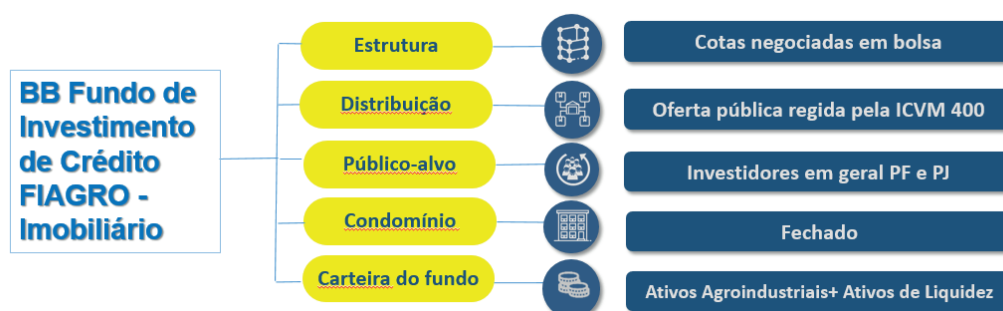 BB Fundo de
Investimento
de Crédito
FIAGRO -
Imobiliário
Estrutura
Cotas negociadas em bolsa
Distribuição
Oferta pública regida pela ICVM 400
Público-alvo
Investidores em geral PF e PJ
Condomínio
Fechado
Carteira do fundo
Ativos Agroindustriais+ Ativos de Liquidez